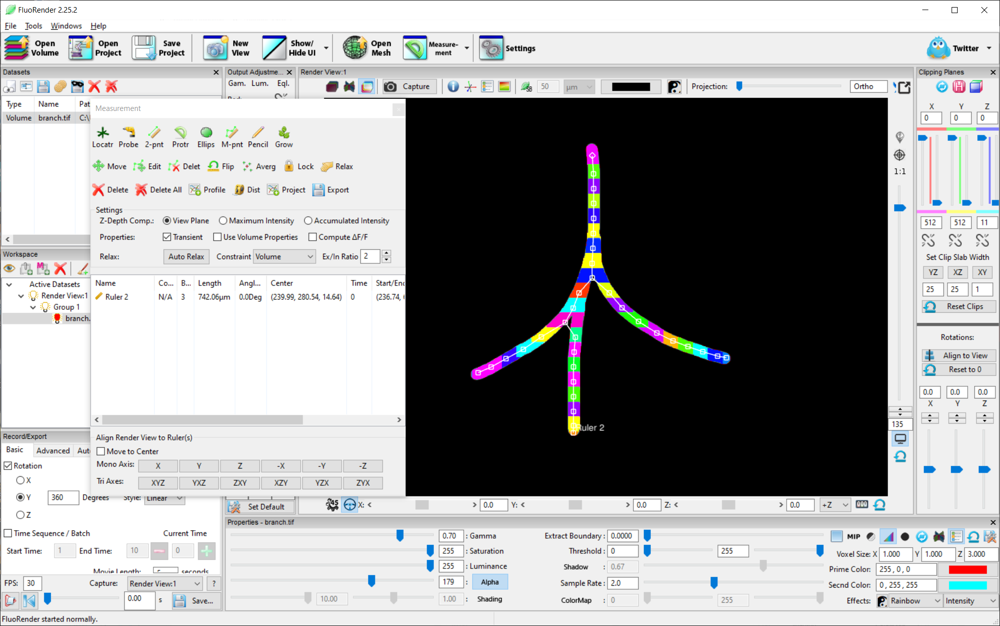 FluoRender 2.25.2
File Tools Windows Help
Open Volume
Open Project
Save Project
New View
Show/ Hide UI
Open Mesh
Measure- ment
Settings
Twitter
Datasets
Type Name Pat
Volume branch.tif C:\
Output Adjustme...
Gam. Lum. Eql.
Render View:1
Capture
50 µm
Projection:
Ortho
Measurement
Locatr Probe 2-pnt Protr Ellips M-pnt Pencil Grow
Move Edit Delet Flip Averg Lock Relax
Delete Delete All Profile Dist Project Export
Settings
Z-Depth Comp.: View Plane Maximum Intensity Accumulated Intensity
Properties: Transient Use Volume Properties Compute ΔF/F
Relax: Auto Relax Constraint Volume Ex/In Ratio 2
Name Co... B... Length Angl... Center Time Start/End
Ruler 2 N/A 3 742.06µm 0.0Deg (239.99, 280.54, 14.64) 0 (236.74,
Align Render View to Ruler(s)
Move to Center
Mono Axis: X Y Z -X -Y -Z
Tri Axes: XYZ YXZ ZXY XZY YZX ZYX
Ruler 2
1:1
135
Workspace
Active Datasets
Render View:1
Group 1
branch.
Record/Export
Basic Advanced Aut
Rotation
X
Y 360 Degrees Style: Linear
Z
Time Sequence / Batch Current Time
Start Time: 1 End Time: 10 0
Movie Length: 5 seconds
FPS: 30 Capture: Render View:1 ?
0.00 s Save...
FluoRender started normally.
Set Default
45 X: < > 0.0 Y: < > 0.0 Z: < > 0.0 +Z 000
Clipping Planes
X Y Z
0 0 0
512 512 11
Set Clip Slab Width
YZ XZ XY
25 25 1
Reset Clips
Rotations:
Align to View
Reset to 0
0.0 0.0 0.0
X Y Z
Properties - branch.tif
0.70 : Gamma
255 : Saturation
255 : Luminance
179 : Alpha
10.00 1.00 : Shading
Extract Boundary : 0.0000
Threshold : 0 255
Shadow : 0.67
Sample Rate : 2.0
ColorMap : 0 255
MIP
Voxel Size: X 1.000 Y 1.000 Z 3.000
Prime Color: 255 , 0 , 0
Secnd Color: 0 , 255 , 255
Effects: Rainbow Intensity